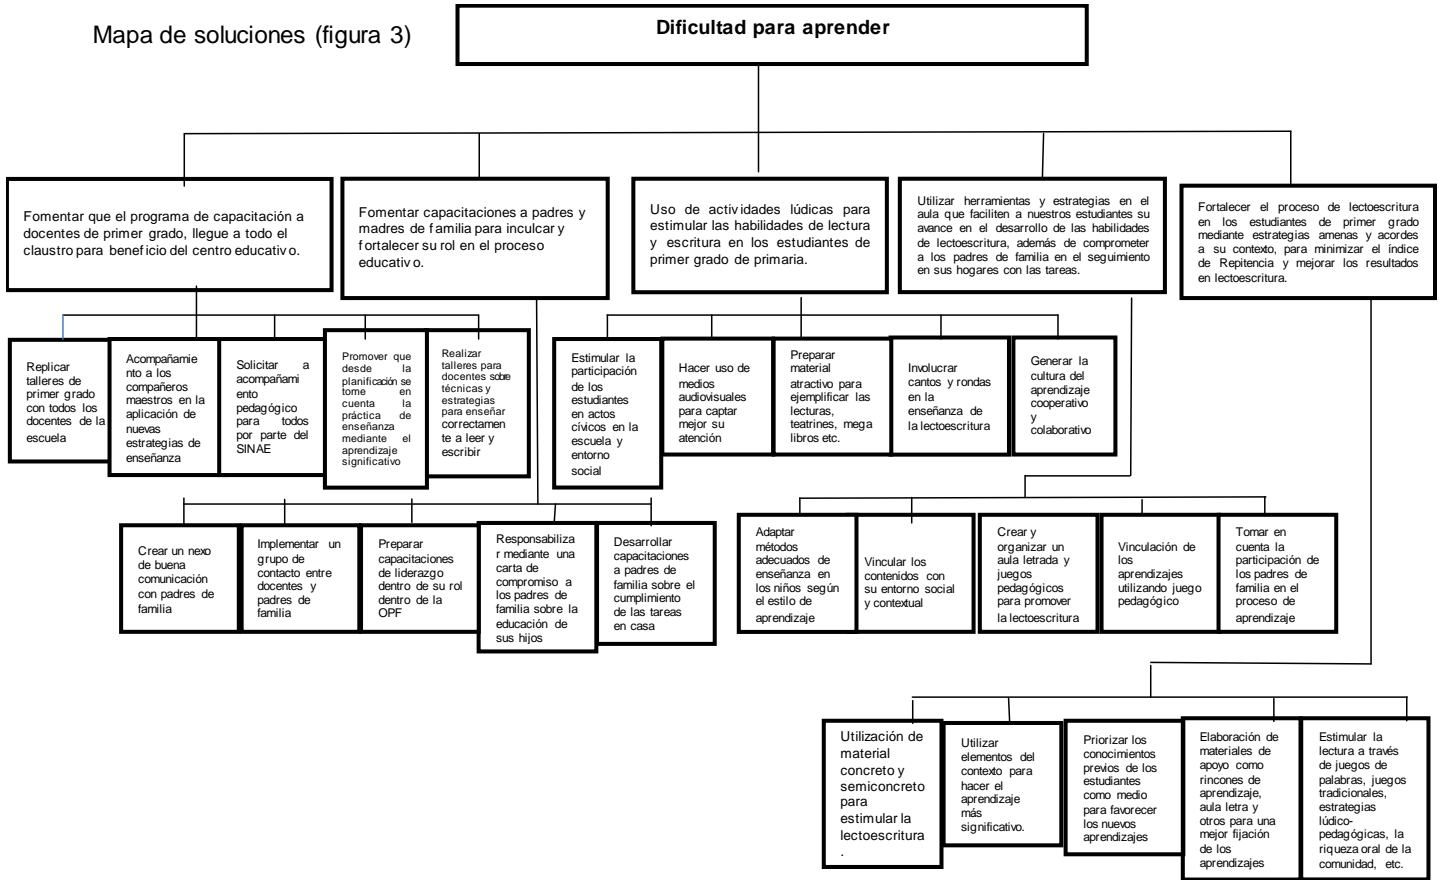 Mapa de soluciones (figura 3)
Dificultad para aprender
Fomentar que el programa de capacitación a
docentes de primer grado, llegue a todo el
claustro para beneficio del centro educativo.
Fomentar capacitaciones a padres y
madres de familia para inculcar y
fortalecer su rol en el proceso
educativo.
Uso de actividades lúdicas para
estimular las habilidades de lectura
y escritura en los estudiantes de
primer grado de primaria.
Utilizar herramientas y estrategias en el
aula que faciliten a nuestros estudiantes su
avance en el desarrollo de las habilidades
de lectoescritura, además de comprometer
a los padres de familia en el seguimiento
en sus hogares con las tareas.
Fortalecer el proceso de lectoescritura
en los estudiantes de primer grado
mediante estrategias amenas y acordes
a su contexto, para minimizar el índice
de Repitencia y mejorar los resultados
en lectoescritura.
Replicar
talleres de
primer grado
con todos los
docentes de la
escuela
Acompañamie
nto a los
compañeros
maestros en la
aplicación de
nuevas
estrategias de
enseñanza
Solicitar a
acompañami
ento
pedagógico
para todos
por parte del
SINAE
Promover que
desde la
planificación se
tome en
cuenta la
práctica de
enseñanza
mediante el
aprendizaje
significativo
Realizar
talleres para
docentes sobre
técnicas y
estrategias
para enseñar
correctamen
te a leer y
escribir
Estimular la
participación
de los
estudiantes
en actos
cívicos en la
escuela y
entorno
social
Hacer uso de
medios
audiovisuales
para captar
mejor su
atención
Preparar
material
atractivo para
ejemplificar las
lecturas,
teatrines, mega
libros etc.
Involucrar
cantos y rondas
en la
enseñanza de
la lectoescritura
Generar la
cultura del
aprendizaje
cooperativo
y
colaborativo
Crear un nexo
de buena
comunicación
con padres de
familia
Implementar un
grupo de
contacto entre
docentes y
padres de
familia
Preparar
capacitaciones
de liderazgo
dentro de su rol
dentro de la
OPF
Responsabiliza
r mediante una
carta de
compromiso a
los padres de
familia sobre la
educación de
sus hijos
Desarrollar
capacitaciones
a padres de
familia sobre el
cumplimiento
de las tareas
en casa
Adaptar
métodos
adecuados de
enseñanza en
los niños según
el estilo de
aprendizaje
Vincular los
contenidos con
su entorno social
y contextual
Crear y
organizar un
aula letrada y
juegos
pedagógicos
para promover
la lectoescritura
Vinculación de
los
aprendizajes
utilizando juego
pedagógico
Tomar en
cuenta la
participación de
los padres de
familia en el
proceso de
aprendizaje
Utilización de
material
concreto y
semiconcreto
para
estimular la
lectoescritura
.
Utilizar
elementos del
contexto para
hacer el
aprendizaje
más
significativo.
Priorizar los
conocimientos
previos de los
estudiantes
como medio
para favorecer
los nuevos
aprendizajes
Elaboración de
materiales de
apoyo como
rincones de
aprendizaje,
aula letra y
otros para una
mejor fijación
de los
aprendizajes
Estimular la
lectura a través
de juegos de
palabras, juegos
tradicionales,
estrategias
lúdico-
pedagógicas, la
riqueza oral de la
comunidad, etc.